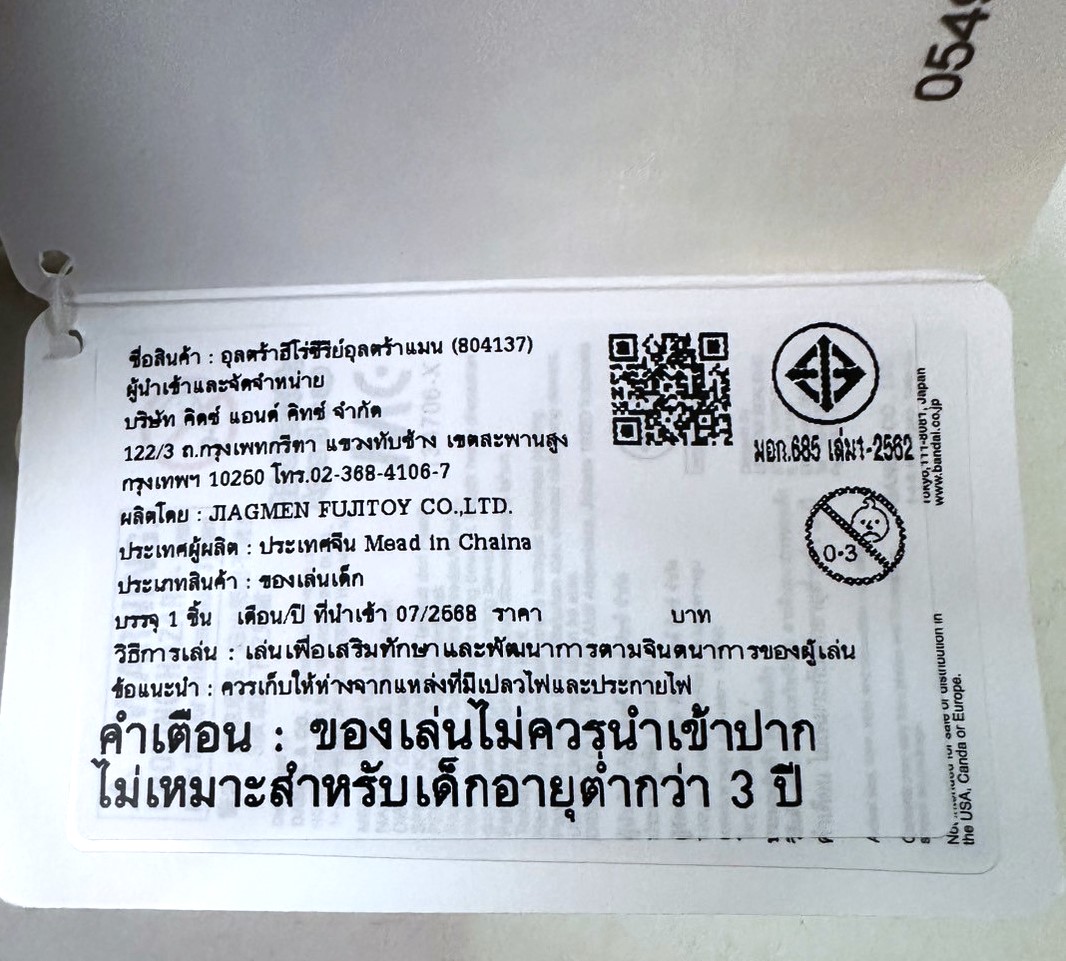 054
ชื่อสินค้า : อุลตร้าฮีโร่ซีรีย์อุลตร้าแมน (804137)
ผู้นำเข้าและจัดจำหน่าย
บริษัท คิดซ์ แอนด์ คิทซ์ จำกัด
122/3 ถ.กรุงเทพกรีฑา แขวงทับช้าง เขตสะพานสูง
กรุงเทพฯ 10250 โทร.02-368-4106-7
ผลิตโดย : JIAGMEN FUJITOY CO.,LTD.
ประเทศผู้ผลิต : ประเทศจีน Mead in Chaina
ประเภทสินค้า : ของเล่นเด็ก
บรรจุ 1 ชิ้น เดือน/ปี ที่นำเข้า 07/2568 ราคา บาท
วิธีการเล่น : เล่นเพื่อเสริมทักษาและพัฒนาการตามจินตนาการของผู้เล่น
ข้อแนะนำ : ควรเก็บให้ห่างจากแหล่งที่มีเปลวไฟและประกายไฟ
คำเตือน : ของเล่นไม่ควรนำเข้าปาก
ไม่เหมาะสำหรับเด็กอายุต่ำกว่า 3 ปี
มอก.685 เล่ม1-2562
0-3
Japan
www.bandai.co.jp
the USA, Canda or Europe.